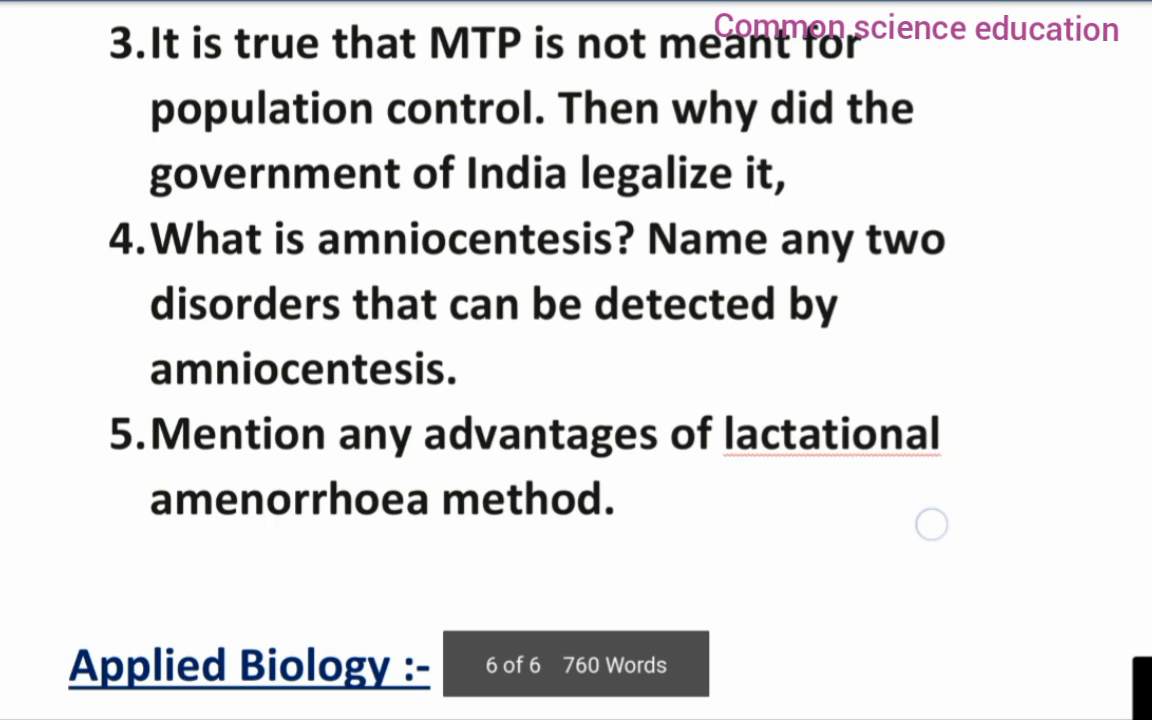 Common science education
3.It is true that MTP is not meant for
population control. Then why did the
government of India legalize it,
4.What is amniocentesis? Name any two
disorders that can be detected by
amniocentesis.
5.Mention any advantages of lactational
amenorrhoea method.
Applied Biology :-
6 of 6 760 Words